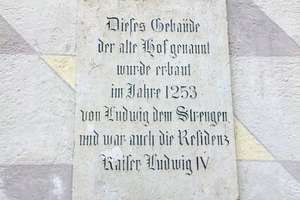 Dieses Gebäude
der alte Hof genannt
wurde erbaut
im Jahre 1253
von Ludwig dem Strengen,
und war auch die Residenz
Kaiser Ludwig IV